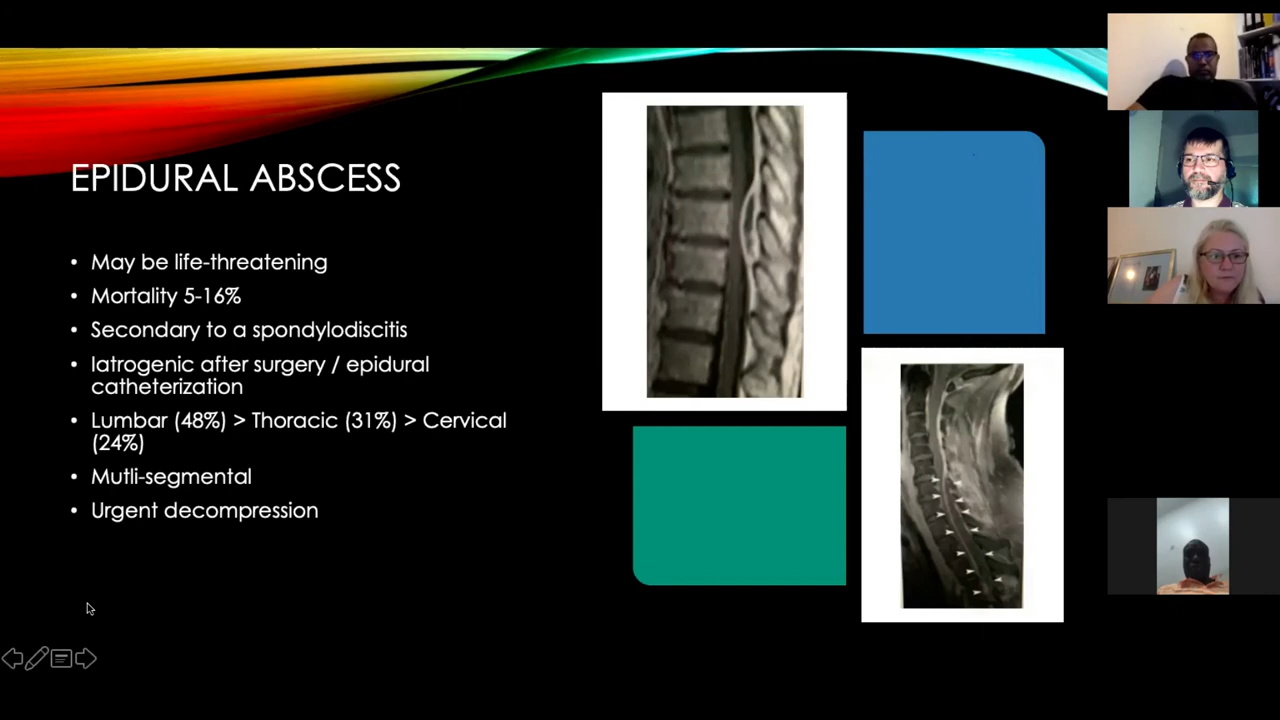 EPIDURAL ABSCESS
• May be life-threatening
• Mortality 5-16%
• Secondary to a spondylodiscitis
• Iatrogenic after surgery / epidural
catheterization
• Lumbar (48%) > Thoracic (31%) > Cervical
(24%)
• Mutli-segmental
• Urgent decompression